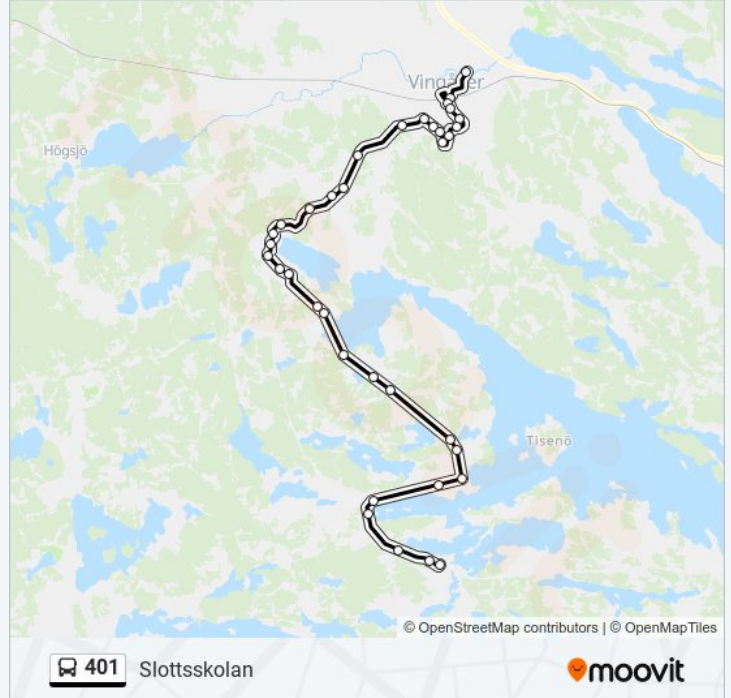 Vingåker
Högsjö
Tisenö
© OpenStreetMap contributors | © OpenMapTiles
401 Slottsskolan
moovit